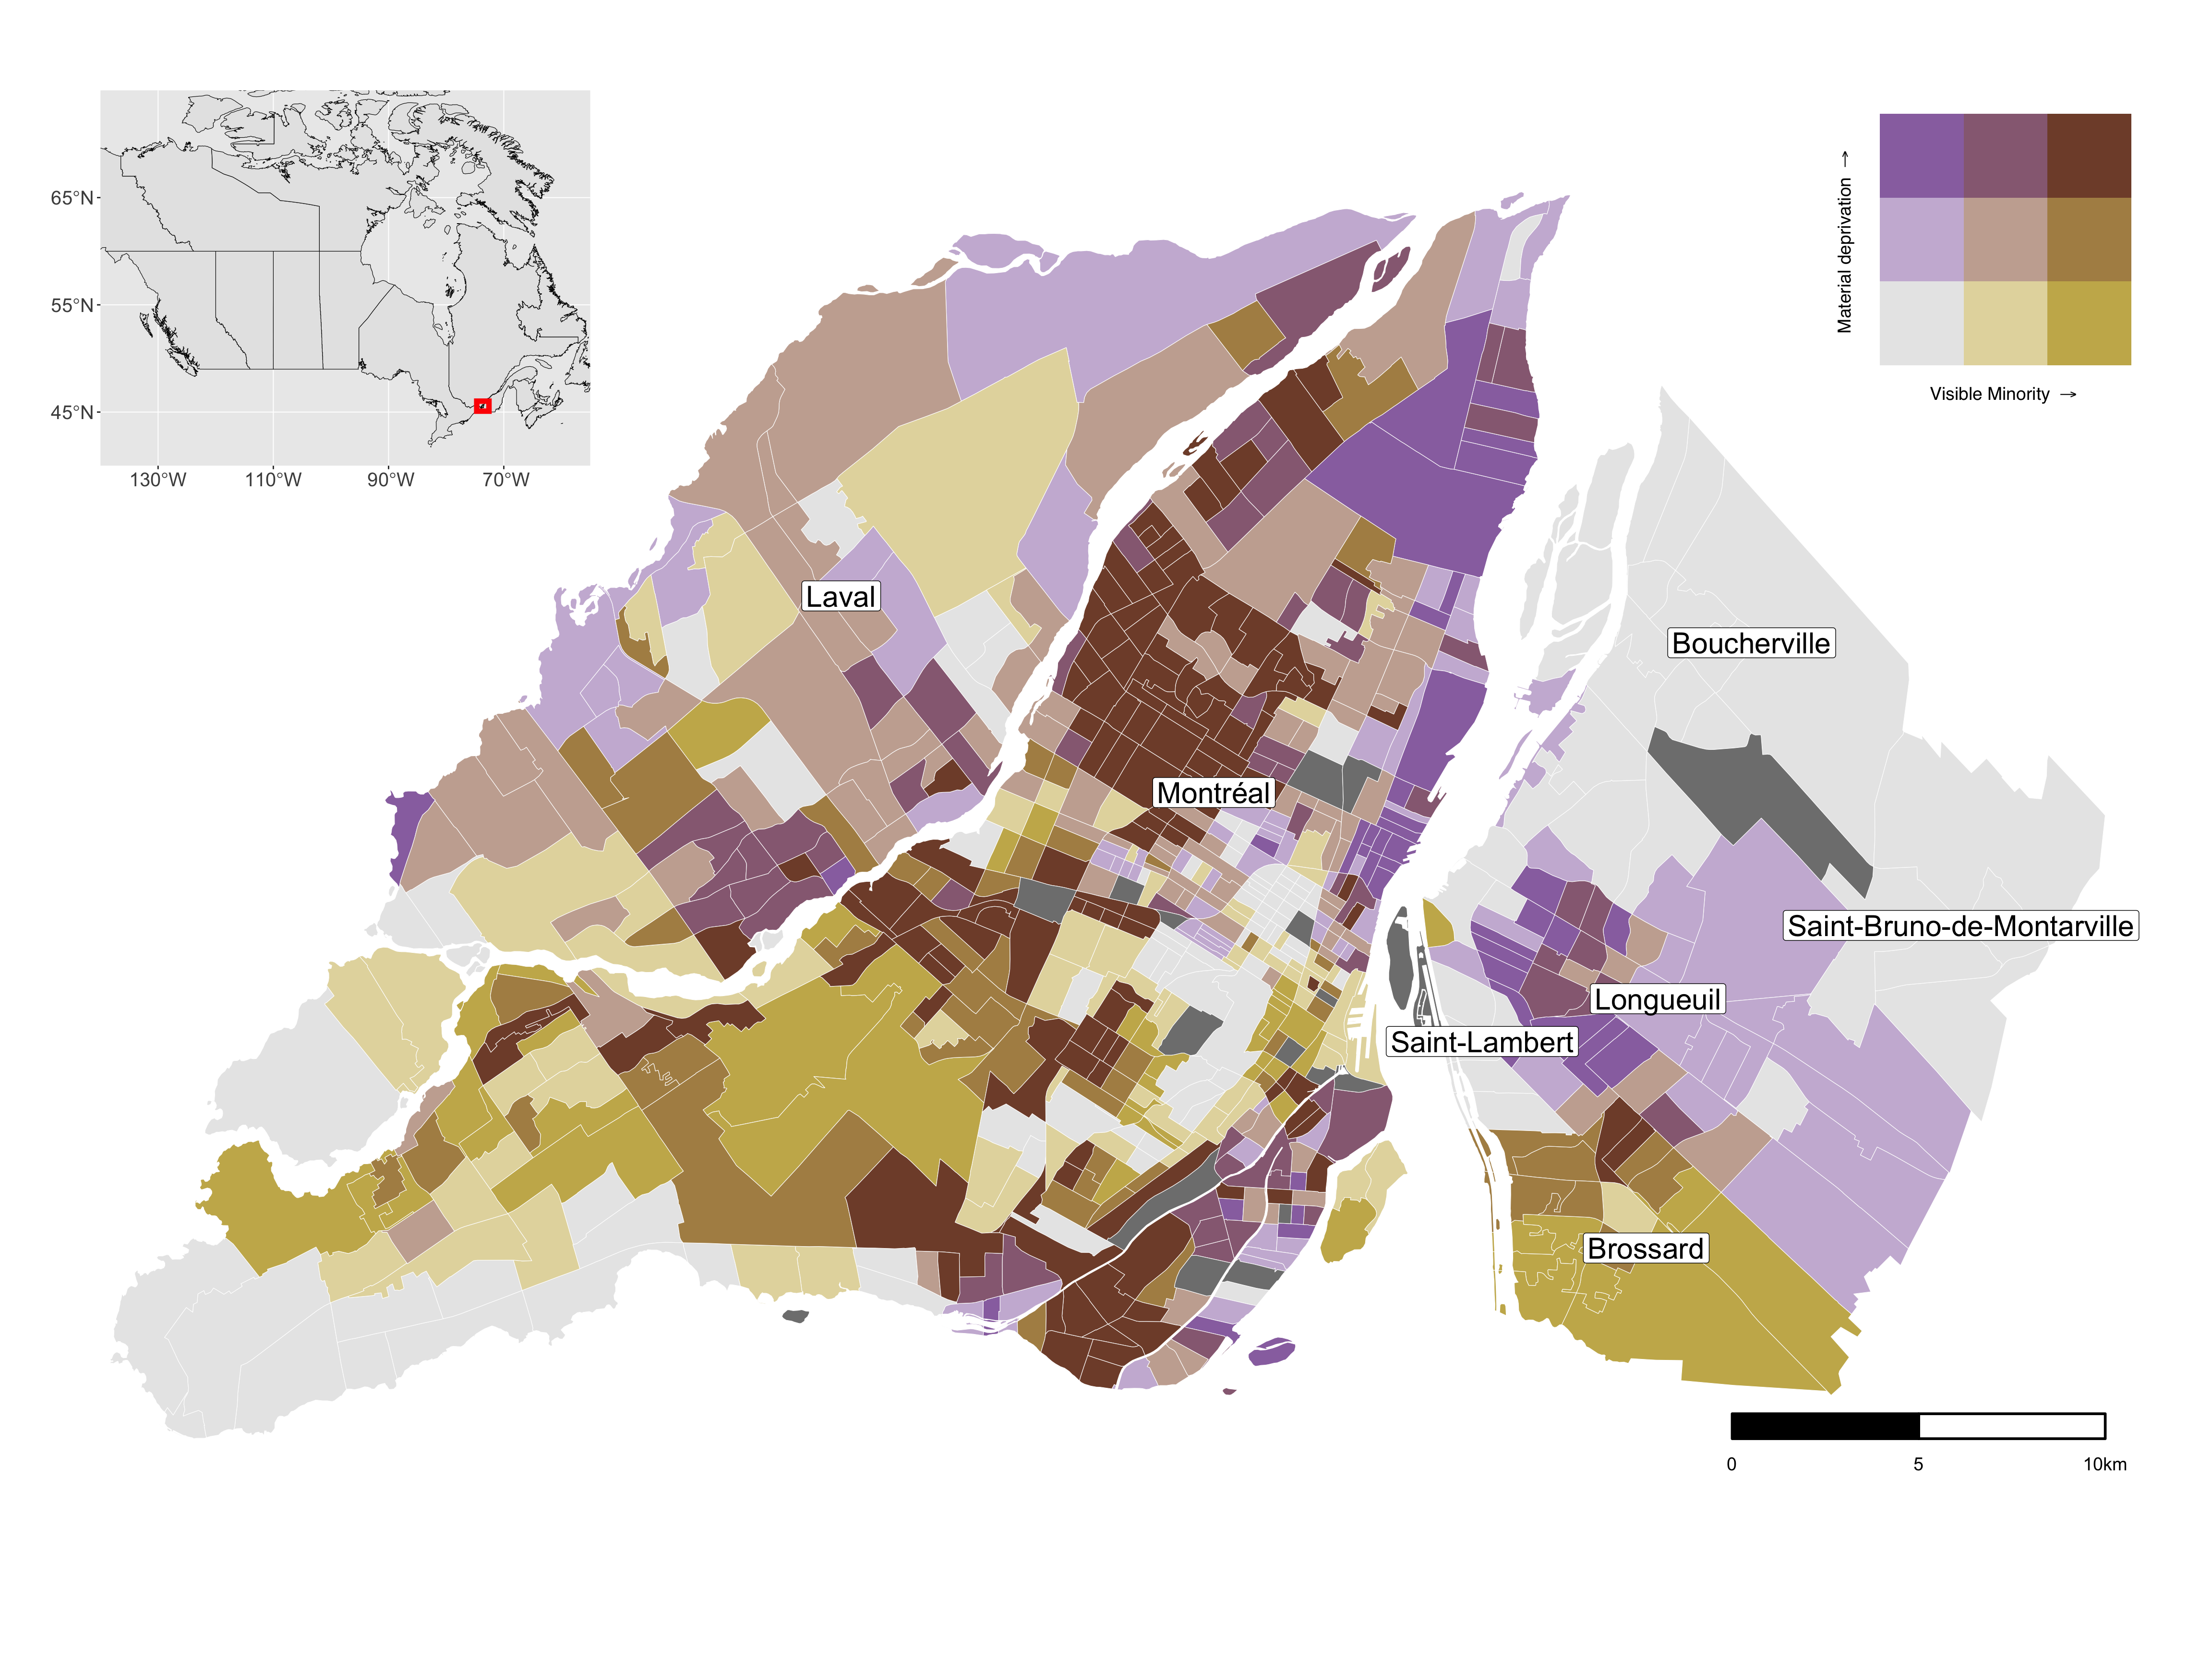 65°N
55°N
45°N
130°W 110°W 90°W 70°W
Material deprivation →
Visible Minority →
Laval
Boucherville
Montréal
Saint-Bruno-de-Montarville
Longueuil
Saint-Lambert
Brossard
0 5 10km